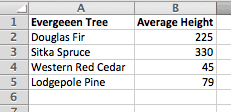 A B
1 Evergeeen Tree Average Height
2 Douglas Fir 225
3 Sitka Spruce 330
4 Western Red Cedar 45
5 Lodgepole Pine 79
6